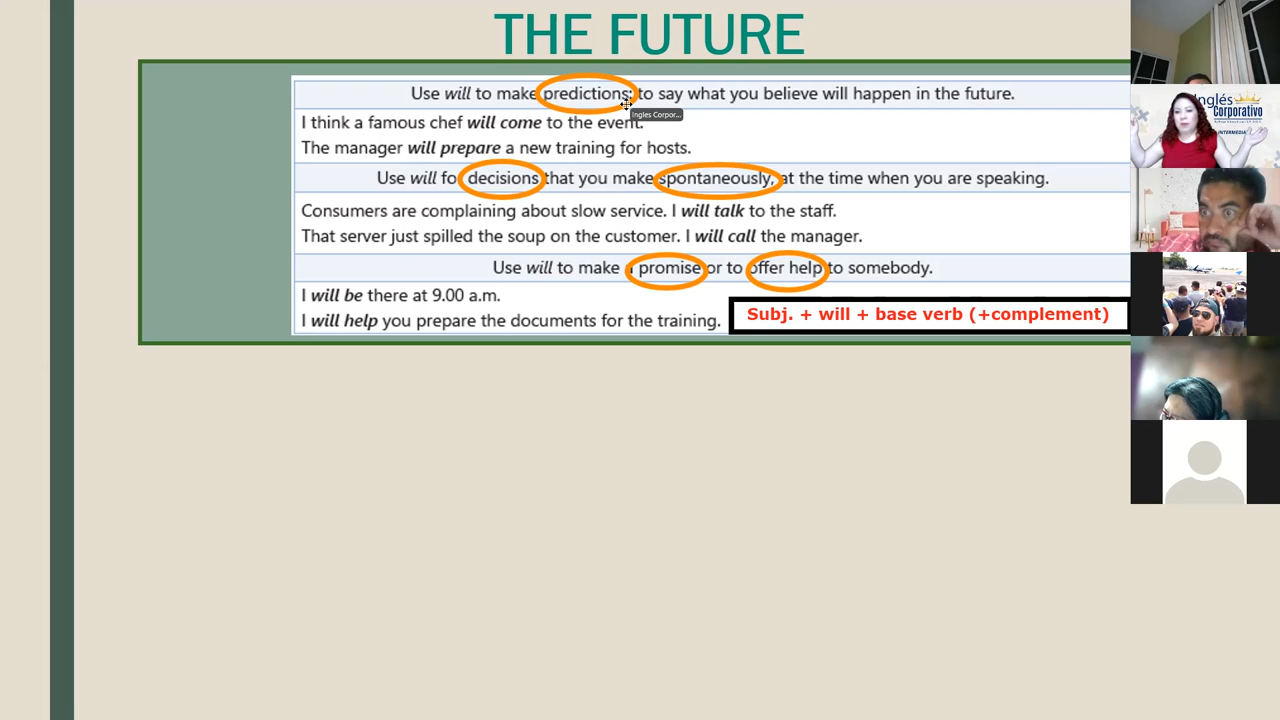 THE FUTURE
Use will to make predictions: to say what you believe will happen in the future.
Ingles Corpor...
I think a famous chef will come to the event.
The manager will prepare a new training for hosts.
Use will for decisions that you make spontaneously, at the time when you are speaking.
Consumers are complaining about slow service. I will talk to the staff.
That server just spilled the soup on the customer. I will call the manager.
Use will to make a promise or to offer help to somebody.
I will be there at 9.00 a.m.
I will help you prepare the documents for the training.
Subj. + will + base verb (+complement)
Inglés
Corporativo
INTERMEDIA